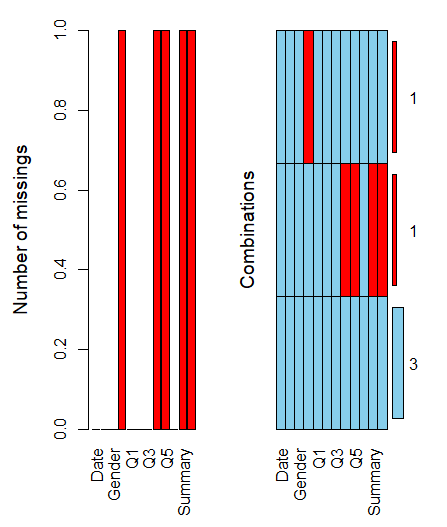 Number of missings
0.0
0.2
0.4
0.6
0.8
1.0
Date
Gender
Q1
Q3
Q5
Summary
Combinations
Date
Gender
Q1
Q3
Q5
Summary
1
1
3